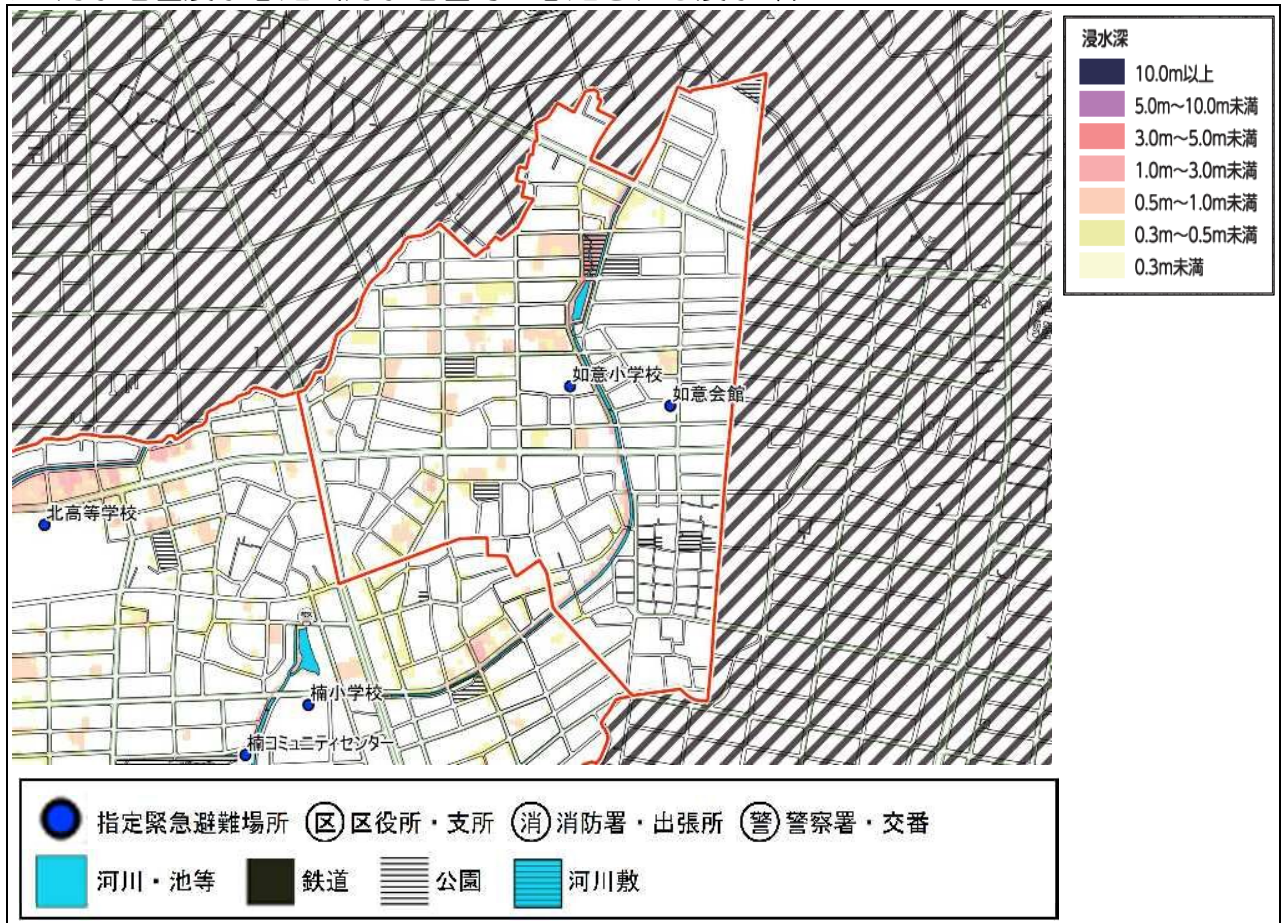 浸水深
10.0m以上
5.0m～10.0m未満
3.0m～5.0m未満
1.0m～3.0m未満
0.5m～1.0m未満
0.3m～0.5m未満
0.3m未満
如意小学校
如意会館
北高等学校
警
楠小学校
楠コミュニティセンター
指定緊急避難場所 区 区役所・支所 消 消防署・出張所 警 警察署・交番
河川・池等 鉄道 公園 河川敷